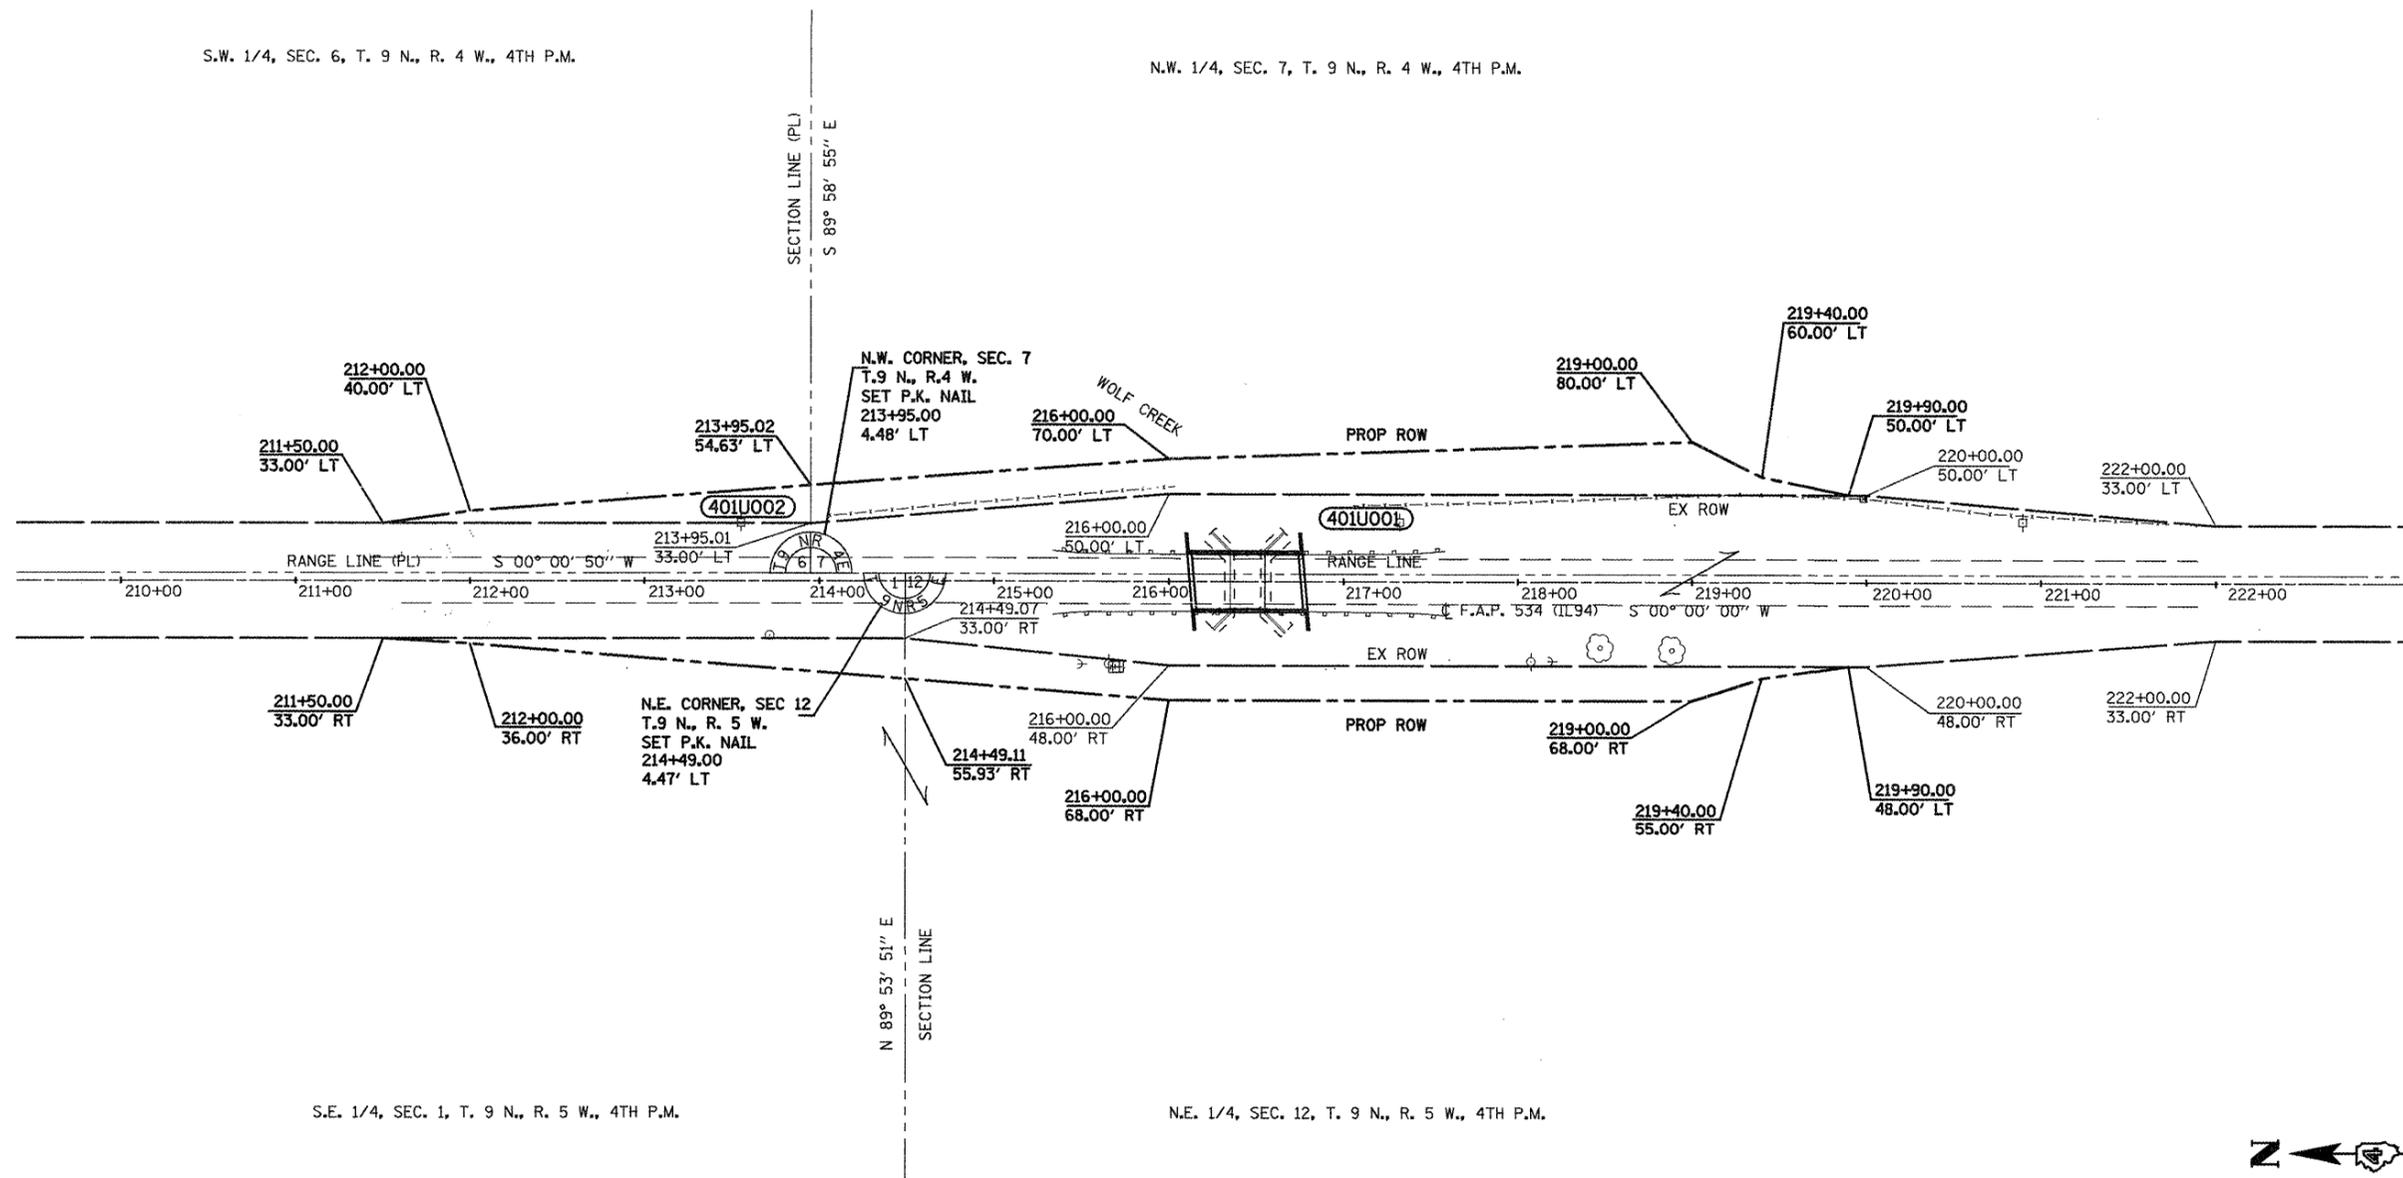 S.W. 1/4, SEC. 6, T. 9 N., R. 4 W., 4TH P.M.
N.W. 1/4, SEC. 7, T. 9 N., R. 4 W., 4TH P.M.
SECTION LINE (PL)
S 89° 58' 55" E
219+40.00
60.00' LT
212+00.00
40.00' LT
N.W. CORNER, SEC. 7
T.9 N., R.4 W.
SET P.K. NAIL
213+95.00
4.48' LT
WOLF CREEK
219+00.00
80.00' LT
211+50.00
33.00' LT
213+95.02
54.63' LT
216+00.00
70.00' LT
PROP ROW
219+90.00
50.00' LT
220+00.00
50.00' LT
222+00.00
33.00' LT
401U002
401U001
EX ROW
213+95.01
33.00' LT
216+00.00
50.00' LT
T9 NR 4E
6 7
RANGE LINE (PL)
S 00° 00' 50" W
RANGE LINE
210+00
211+00
212+00
213+00
214+00
215+00
216+00
217+00
218+00
219+00
220+00
221+00
222+00
1 12
9NR5
214+49.07
33.00' RT
℄ F.A.P. 534 (IL94)
S 00° 00' 00" W
EX ROW
211+50.00
33.00' RT
212+00.00
36.00' RT
N.E. CORNER, SEC 12
T.9 N., R. 5 W.
SET P.K. NAIL
214+49.00
4.47' LT
216+00.00
48.00' RT
PROP ROW
219+00.00
68.00' RT
220+00.00
48.00' RT
222+00.00
33.00' RT
214+49.11
55.93' RT
216+00.00
68.00' RT
219+40.00
55.00' RT
219+90.00
48.00' LT
N 89° 53' 51" E
SECTION LINE
S.E. 1/4, SEC. 1, T. 9 N., R. 5 W., 4TH P.M.
N.E. 1/4, SEC. 12, T. 9 N., R. 5 W., 4TH P.M.
N
4